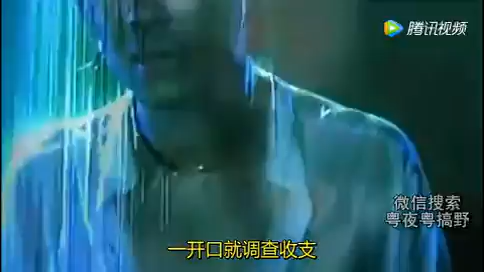 腾讯视频
微信搜索
粤夜粤搞野
一开口就调查收支